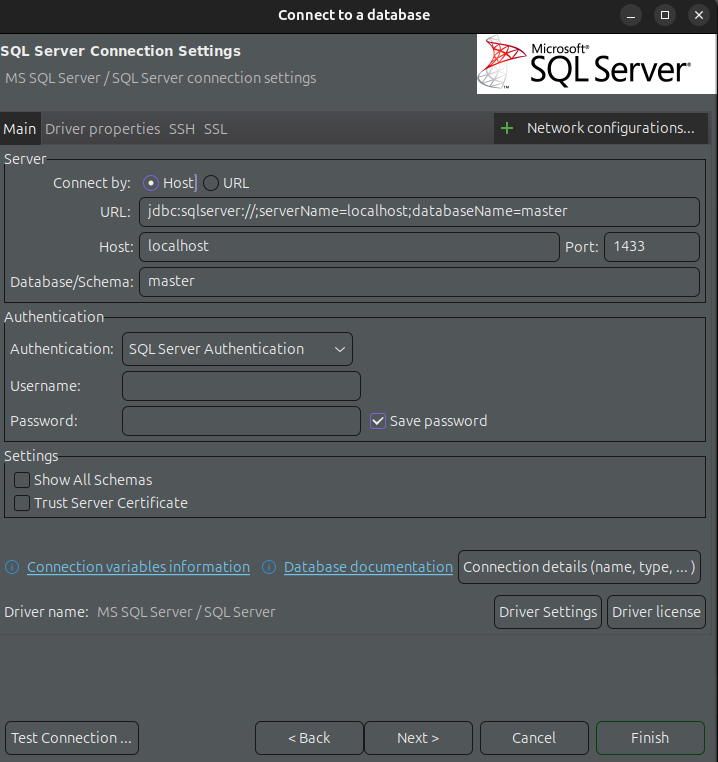 Connect to a database
SQL Server Connection Settings
MS SQL Server / SQL Server connection settings
Microsoft®
SQL Server®
Main Driver properties SSH SSL
+ Network configurations...
Server
Connect by: Host URL
URL: jdbc:sqlserver://;serverName=localhost;databaseName=master
Host: localhost Port: 1433
Database/Schema: master
Authentication
Authentication: SQL Server Authentication
Username:
Password: Save password
Settings
Show All Schemas
Trust Server Certificate
Connection variables information Database documentation Connection details (name, type, ... )
Driver name: MS SQL Server / SQL Server Driver Settings Driver license
Test Connection ... < Back Next > Cancel Finish